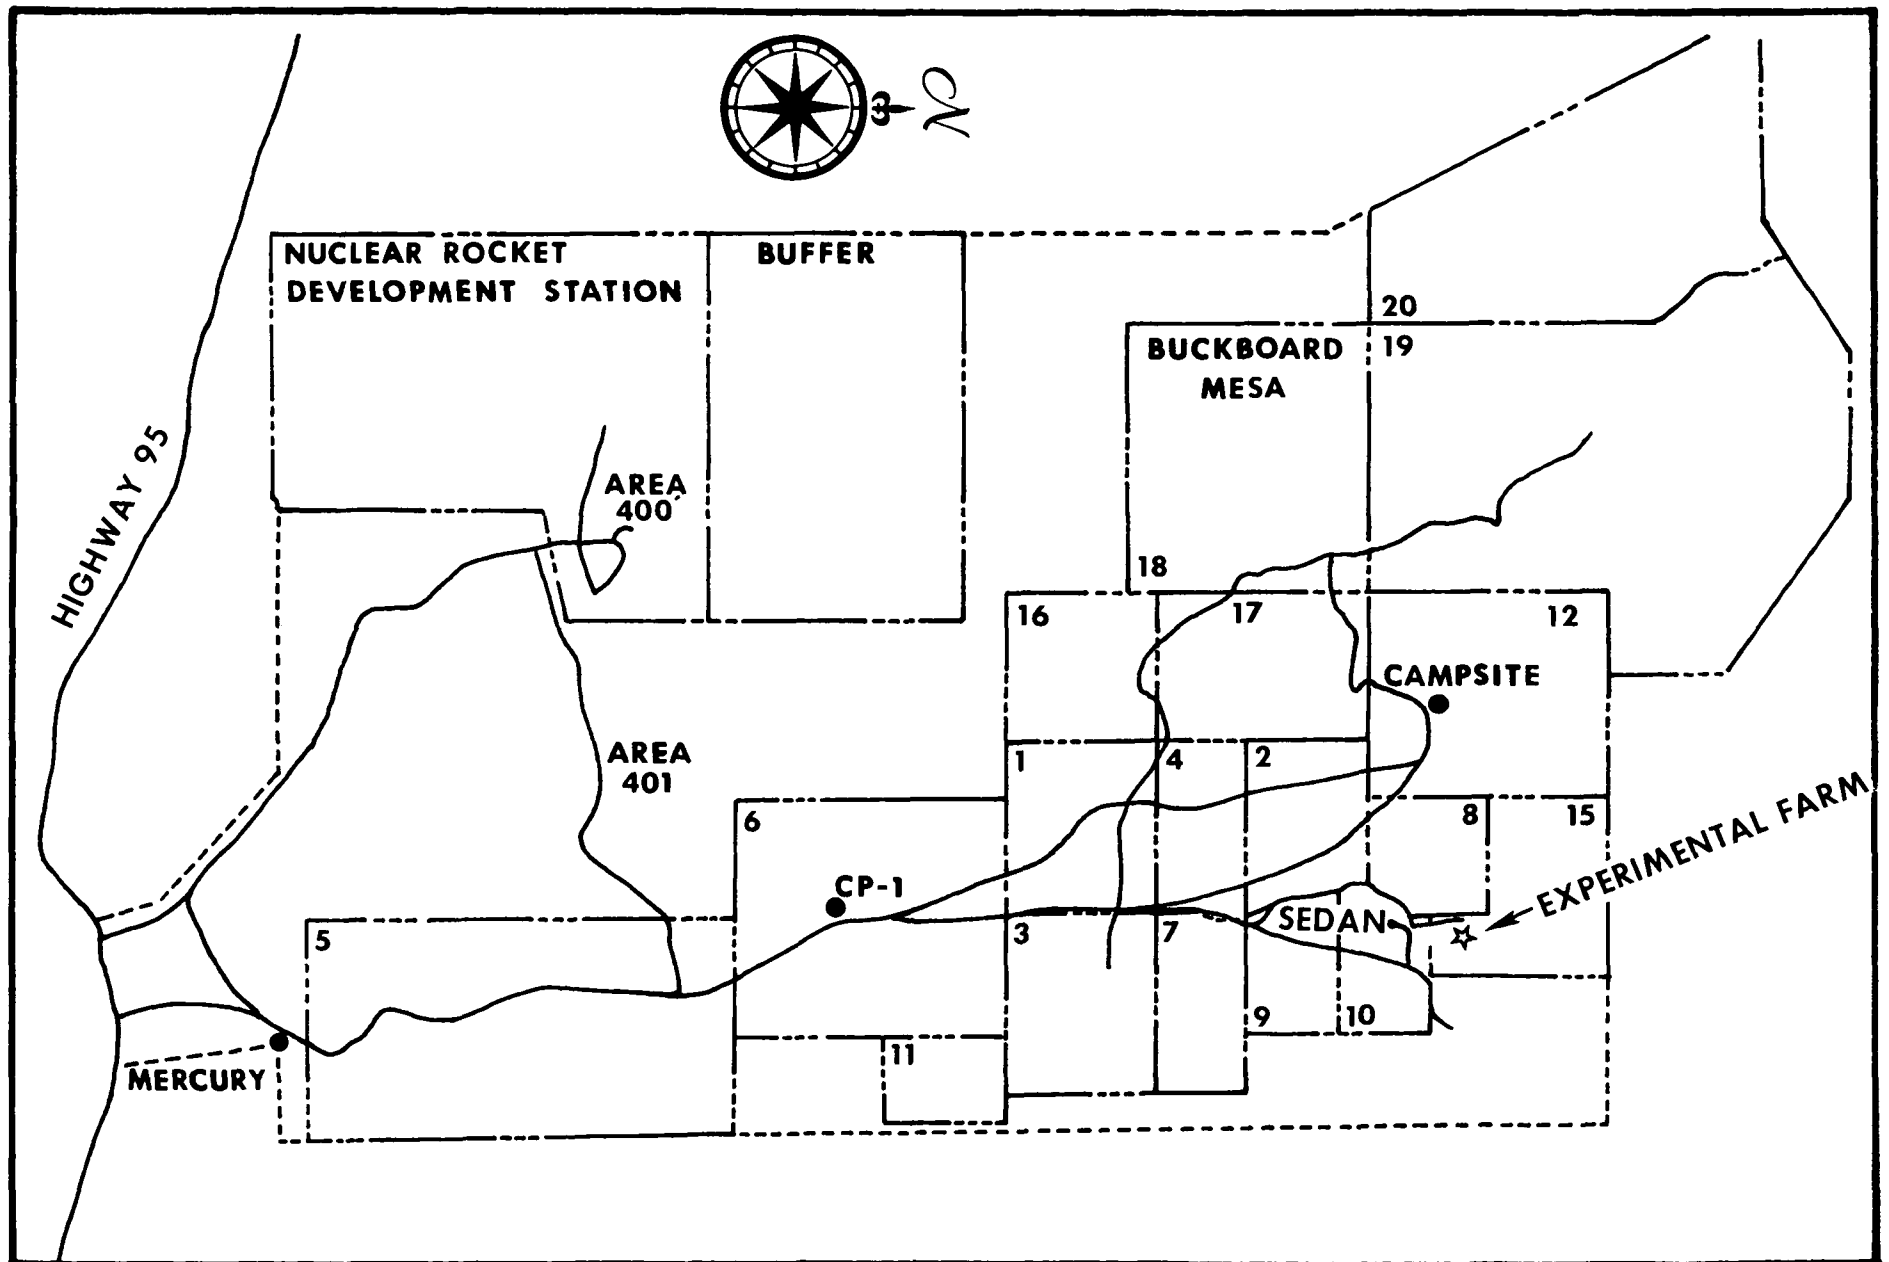 N
NUCLEAR ROCKET
DEVELOPMENT STATION
BUFFER
20
19
BUCKBOARD
MESA
HIGHWAY 95
AREA
400
18
16
17
12
CAMPSITE
AREA
401
1
4
2
6
8
15
EXPERIMENTAL FARM
CP-1
SEDAN
5
3
7
9
10
11
MERCURY